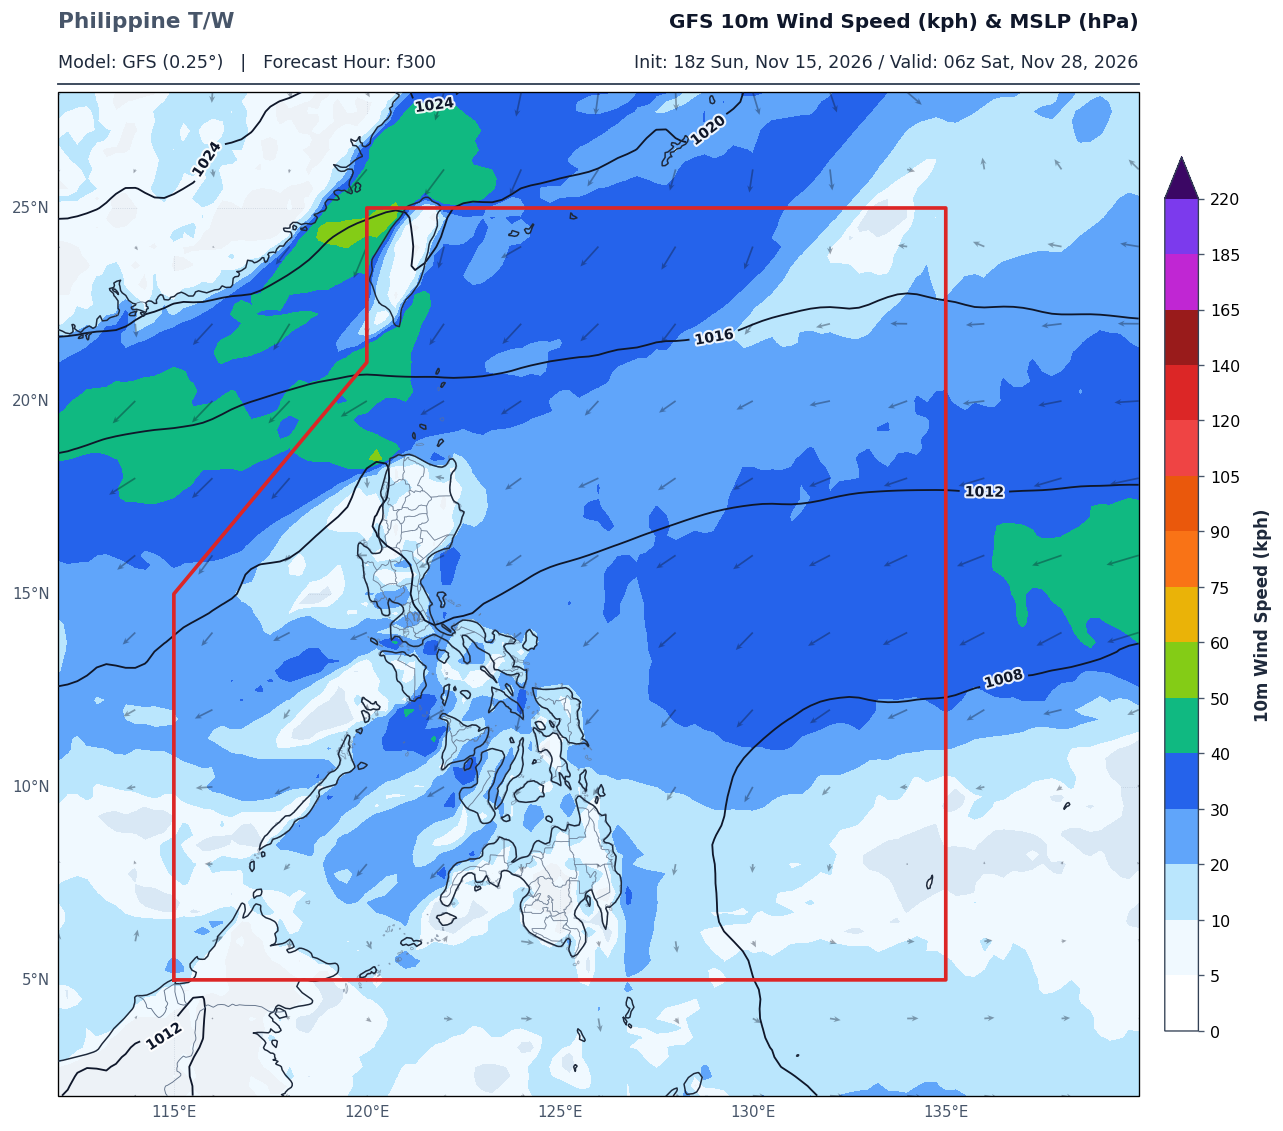 Philippine T/W
GFS 10m Wind Speed (kph) & MSLP (hPa)
Model: GFS (0.25°) | Forecast Hour: f300
Init: 18z Sun, Nov 15, 2026 / Valid: 06z Sat, Nov 28, 2026
1024
1020
1024
1016
1012
1008
1012
25°N
20°N
15°N
10°N
5°N
115°E
120°E
125°E
130°E
135°E
220
185
165
140
120
105
90
75
60
50
40
30
20
10
5
0
10m Wind Speed (kph)